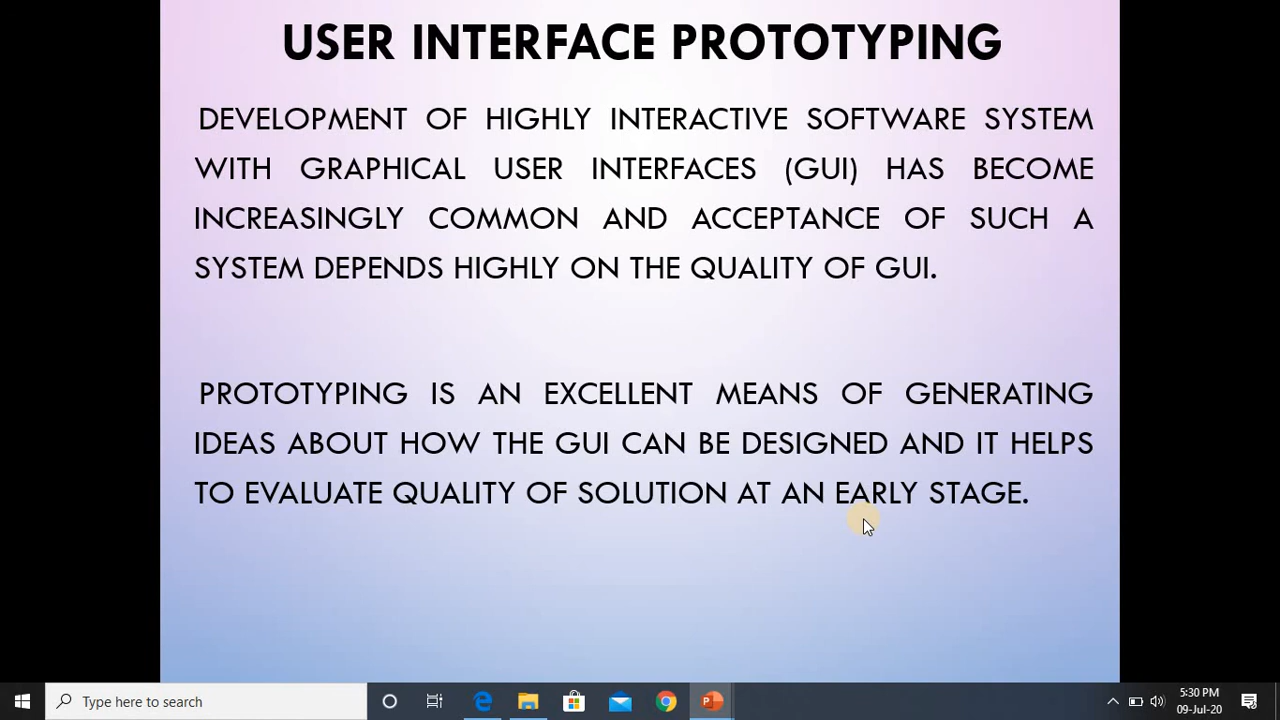 USER INTERFACE PROTOTYPING
DEVELOPMENT OF HIGHLY INTERACTIVE SOFTWARE SYSTEM
WITH GRAPHICAL USER INTERFACES (GUI) HAS BECOME
INCREASINGLY COMMON AND ACCEPTANCE OF SUCH A
SYSTEM DEPENDS HIGHLY ON THE QUALITY OF GUI.
PROTOTYPING IS AN EXCELLENT MEANS OF GENERATING
IDEAS ABOUT HOW THE GUI CAN BE DESIGNED AND IT HELPS
TO EVALUATE QUALITY OF SOLUTION AT AN EARLY STAGE.
Type here to search
5:30 PM
09-Jul-20